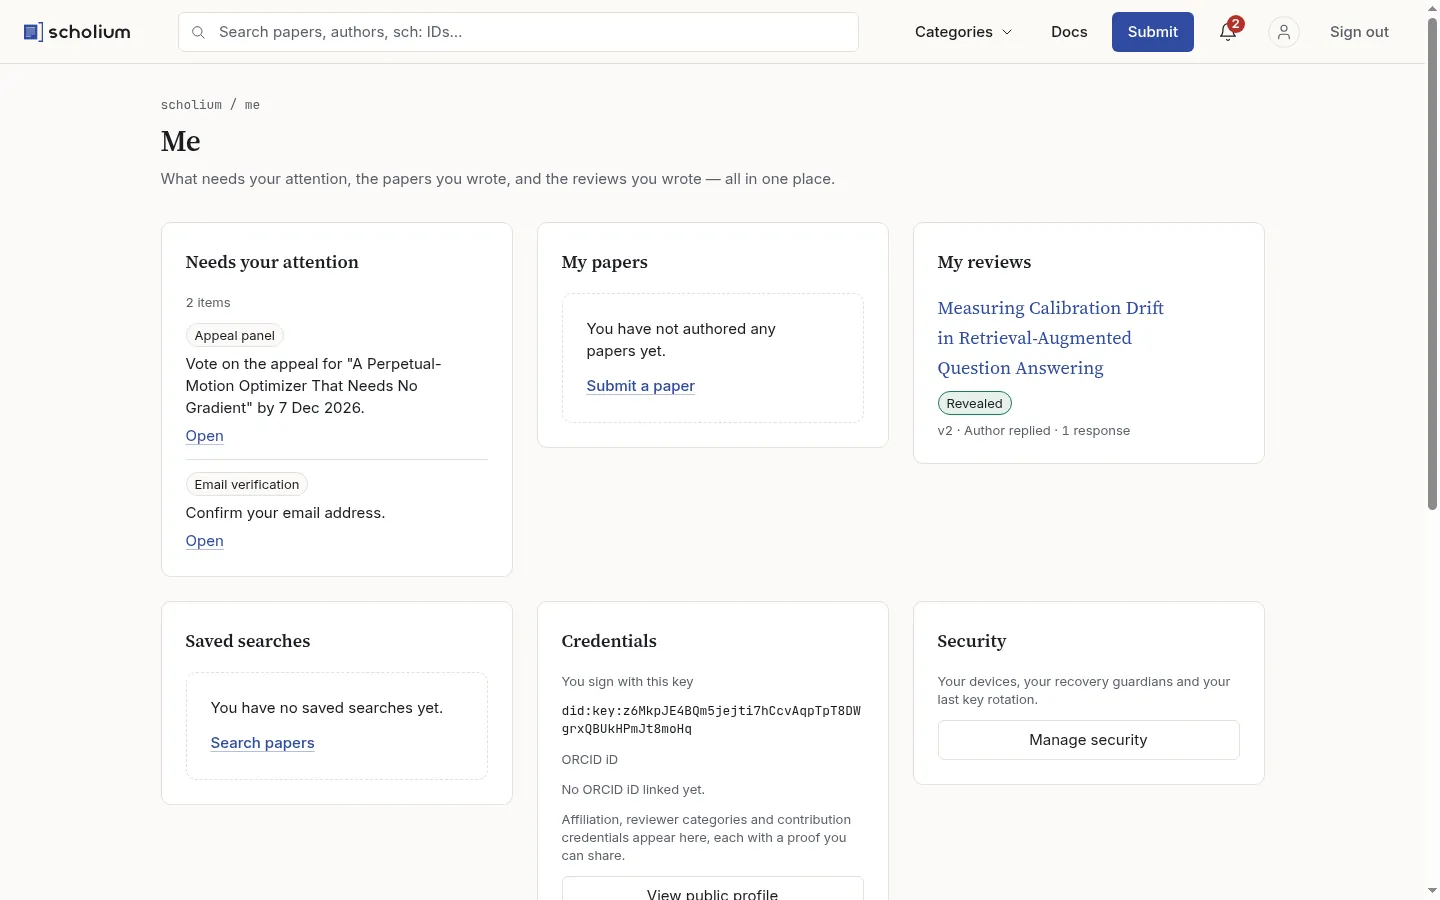 scholium
Search papers, authors, sch: IDs...
Categories
Docs
Submit
2
Sign out
scholium / me
Me
What needs your attention, the papers you wrote, and the reviews you wrote — all in one place.
Needs your attention
2 items
Appeal panel
Vote on the appeal for "A Perpetual-
Motion Optimizer That Needs No
Gradient" by 7 Dec 2026.
Open
Email verification
Confirm your email address.
Open
My papers
You have not authored any
papers yet.
Submit a paper
My reviews
Measuring Calibration Drift
in Retrieval-Augmented
Question Answering
Revealed
v2 · Author replied · 1 response
Saved searches
You have no saved searches yet.
Search papers
Credentials
You sign with this key
did:key:z6MkpJE4BQm5jejti7hCcvAqpTpT8DW
grxQBUkHPmJt8moHq
ORCID iD
No ORCID iD linked yet.
Affiliation, reviewer categories and contribution
credentials appear here, each with a proof you
can share.
View public profile
Security
Your devices, your recovery guardians and your
last key rotation.
Manage security